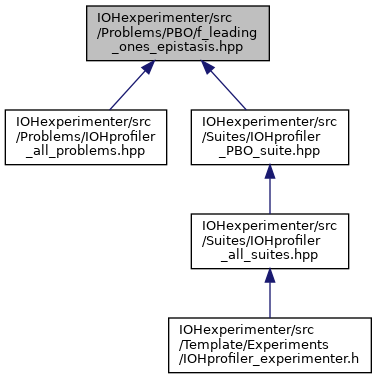 IOHexperimenter/src
/Problems/PBO/f_leading
_ones_epistasis.hpp
IOHexperimenter/src
/Problems/IOHprofiler
_all_problems.hpp
IOHexperimenter/src
/Suites/IOHprofiler
_PBO_suite.hpp
IOHexperimenter/src
/Suites/IOHprofiler
_all_suites.hpp
IOHexperimenter/src
/Template/Experiments
/IOHprofiler_experimenter.h